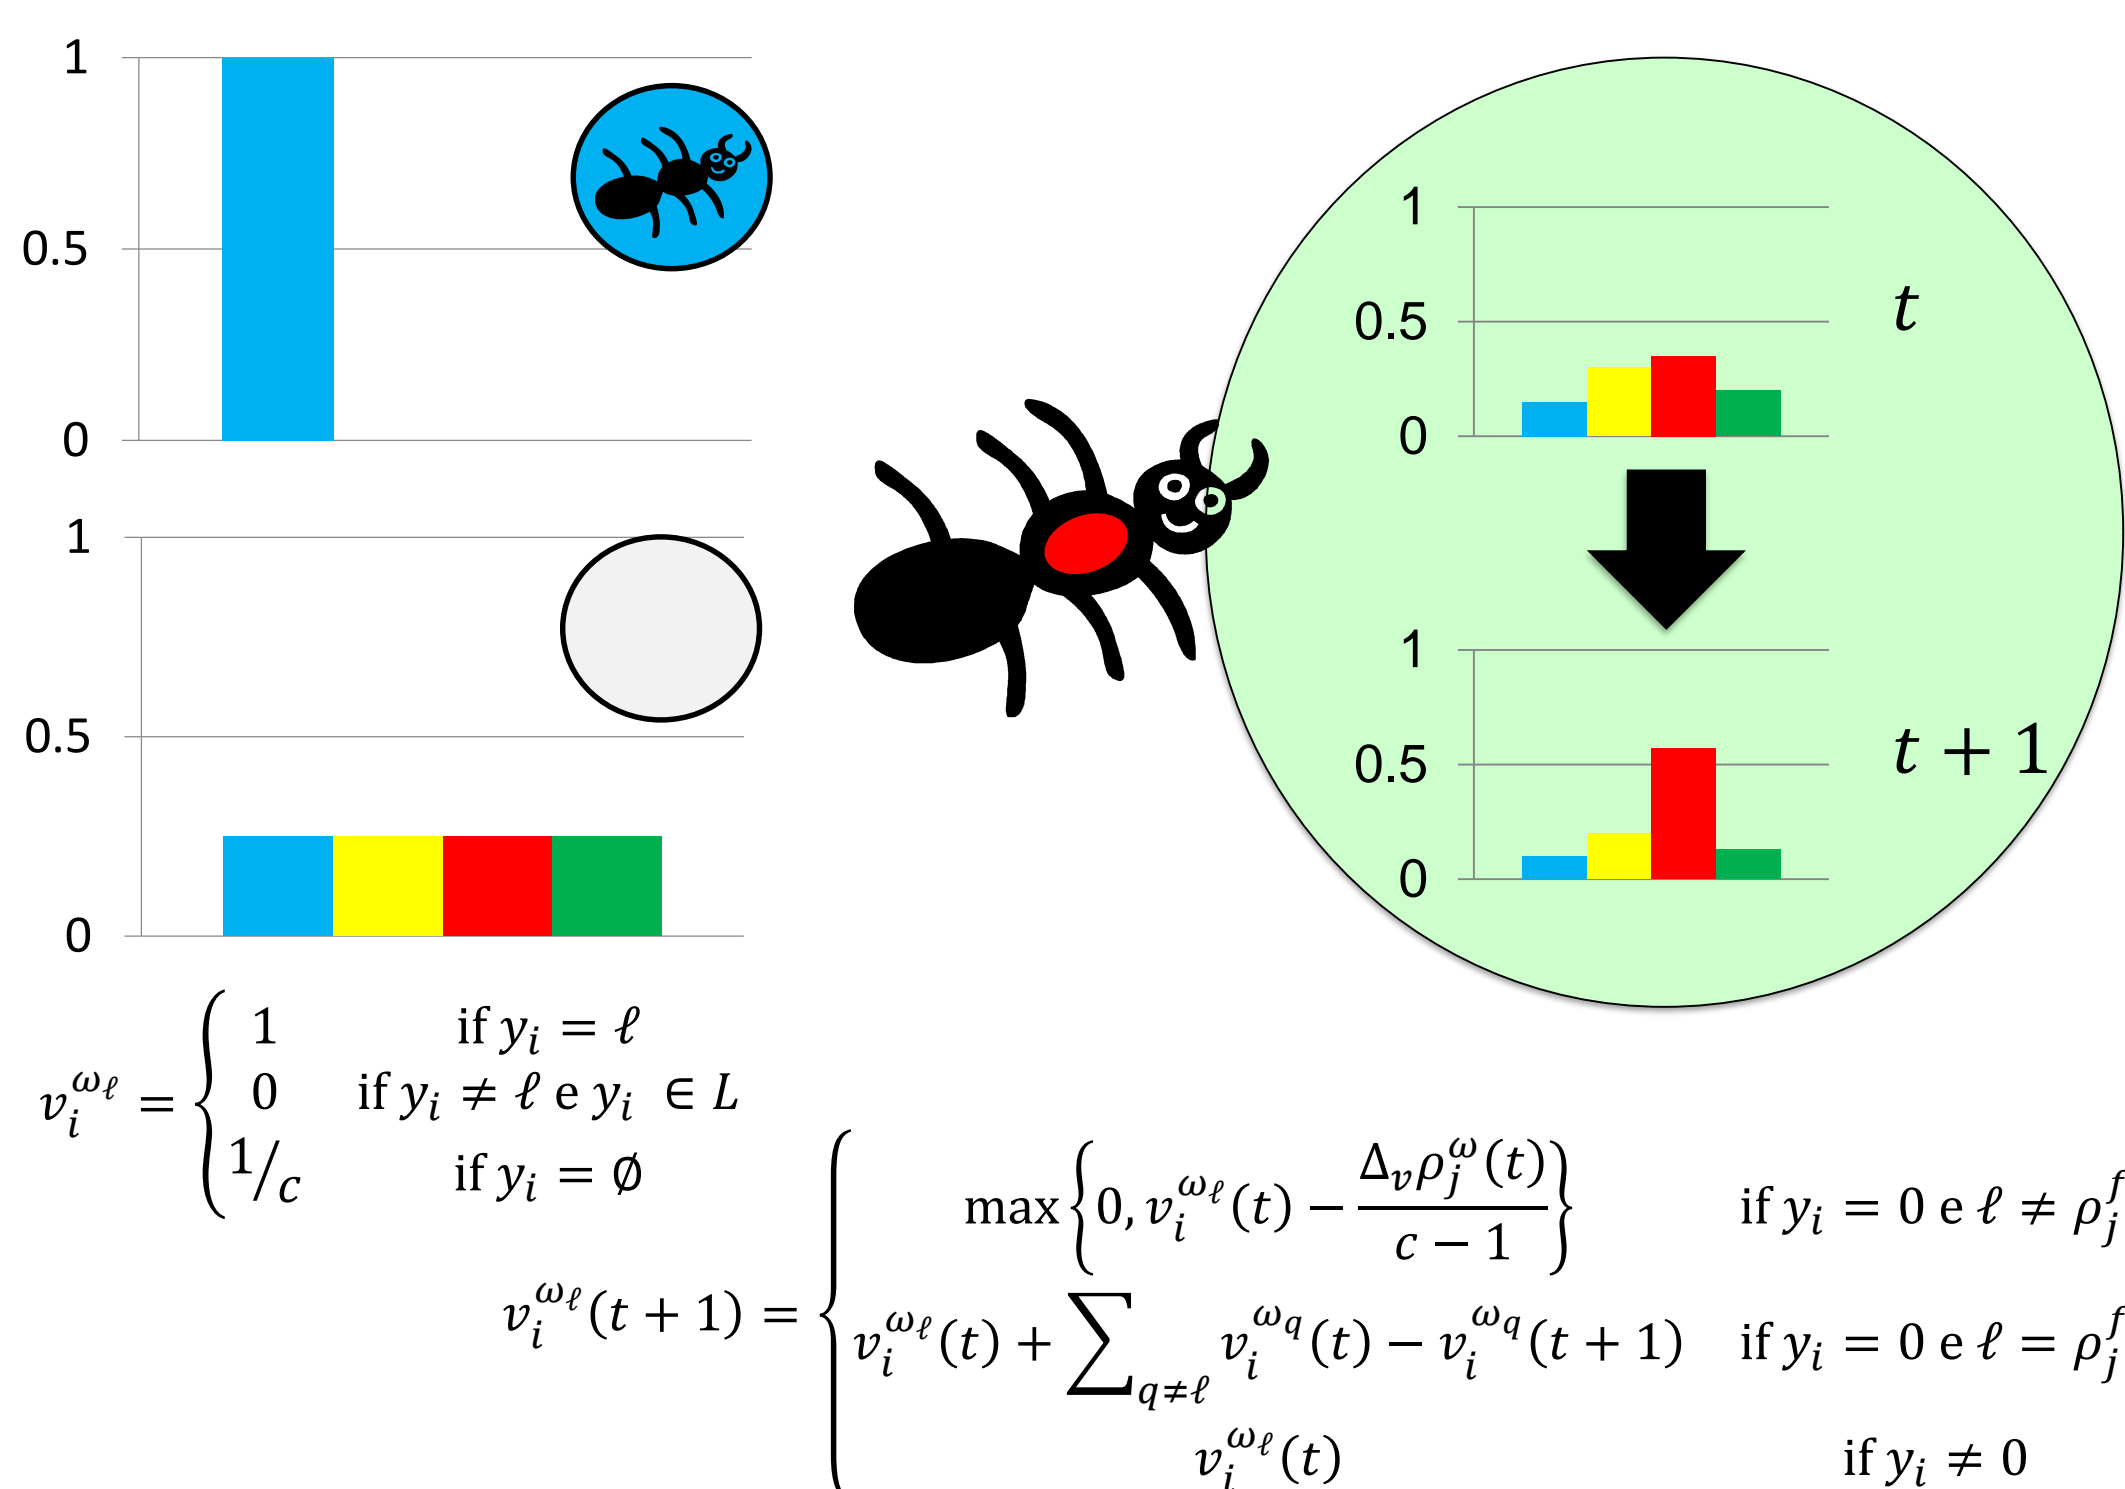 1
0.5
0
1
0.5
0
1
0.5
0
t
1
0.5
0
t + 1
v_i^{ω_ℓ} = {
1 if y_i = ℓ
0 if y_i ≠ ℓ e y_i ∈ L
1/c if y_i = ∅
v_i^{ω_ℓ}(t + 1) = {
max{0, v_i^{ω_ℓ}(t) − Δ_v ρ_j^ω(t) / (c − 1)} if y_i = 0 e ℓ ≠ ρ_j^f
v_i^{ω_ℓ}(t) + ∑_{q≠ℓ} v_i^{ω_q}(t) − v_i^{ω_q}(t + 1) if y_i = 0 e ℓ = ρ_j^f
v_i^{ω_ℓ}(t) if y_i ≠ 0